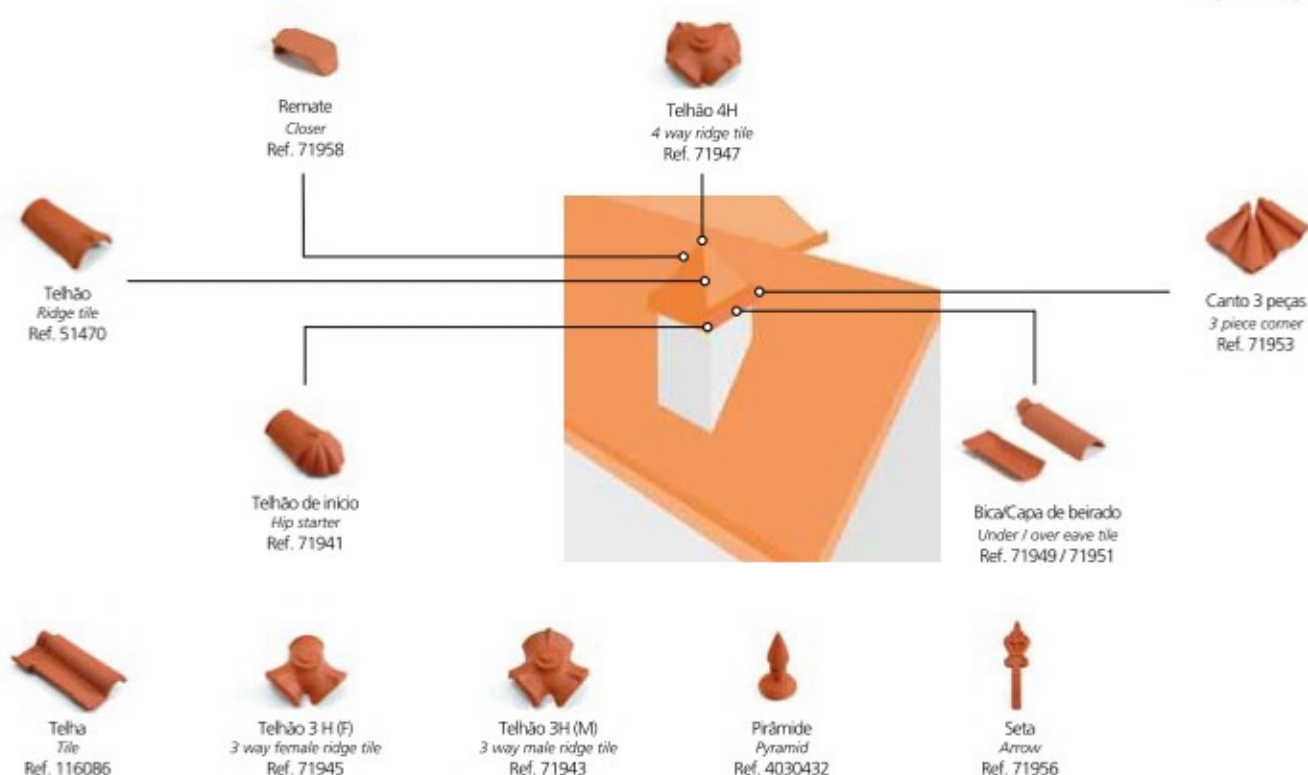 Remate
Closer
Ref. 71958
Telhão 4H
4 way ridge tile
Ref. 71947
Telhão
Ridge tile
Ref. 51470
Canto 3 peças
3 piece corner
Ref. 71953
Telhão de início
Hip starter
Ref. 71941
Bica/Capa de beirado
Under / over eave tile
Ref. 71949 / 71951
Telha
Tile
Ref. 116086
Telhão 3 H (F)
3 way female ridge tile
Ref. 71945
Telhão 3H (M)
3 way male ridge tile
Ref. 71943
Pirâmide
Pyramid
Ref. 4030432
Seta
Arrow
Ref. 71956